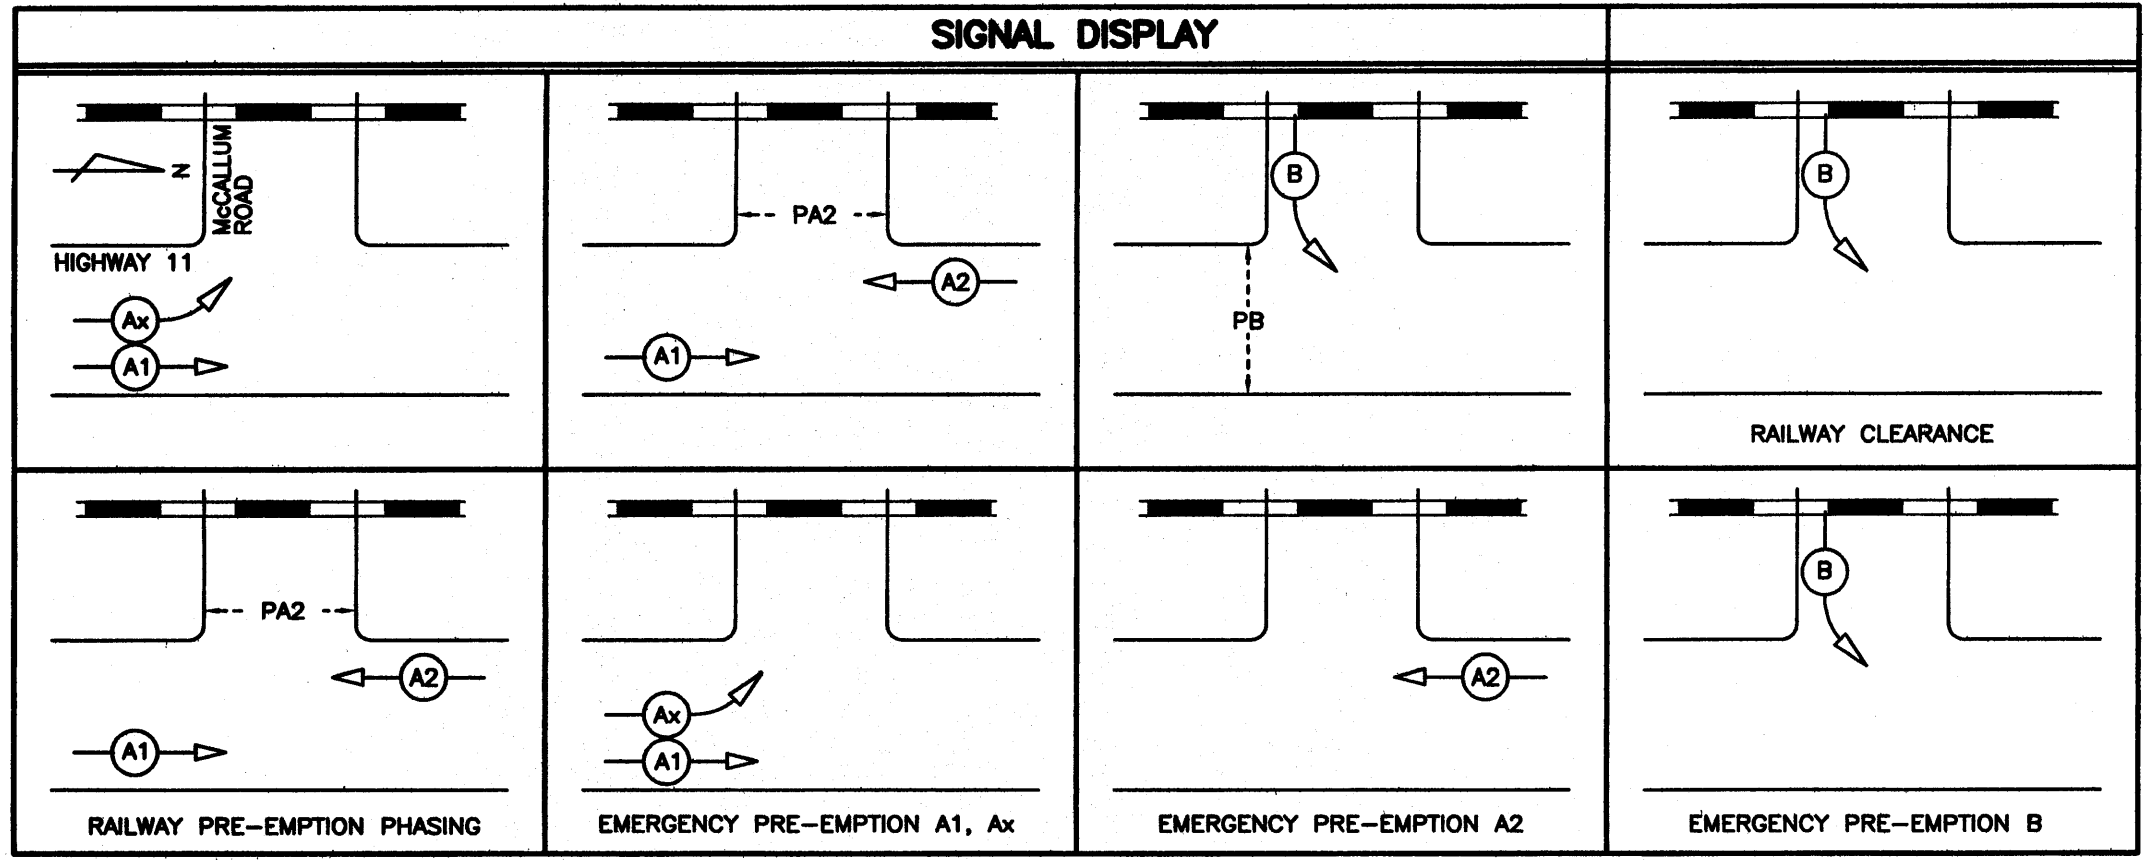 SIGNAL DISPLAY
N
McCALLUM
ROAD
HIGHWAY 11
Ax
A1
PA2
A2
A1
B
PB
B
RAILWAY CLEARANCE
PA2
A2
A1
RAILWAY PRE-EMPTION PHASING
Ax
A1
EMERGENCY PRE-EMPTION A1, Ax
A2
EMERGENCY PRE-EMPTION A2
B
EMERGENCY PRE-EMPTION B